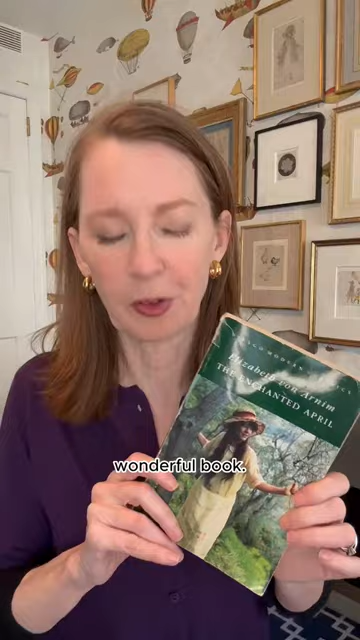 Elizabeth von Arnim
THE ENCHANTED APRIL
wonderful book.